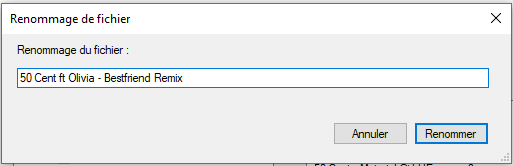 Renommage de fichier
Renommage du fichier :
50 Cent ft Olivia - Bestfriend Remix
Annuler
Renommer